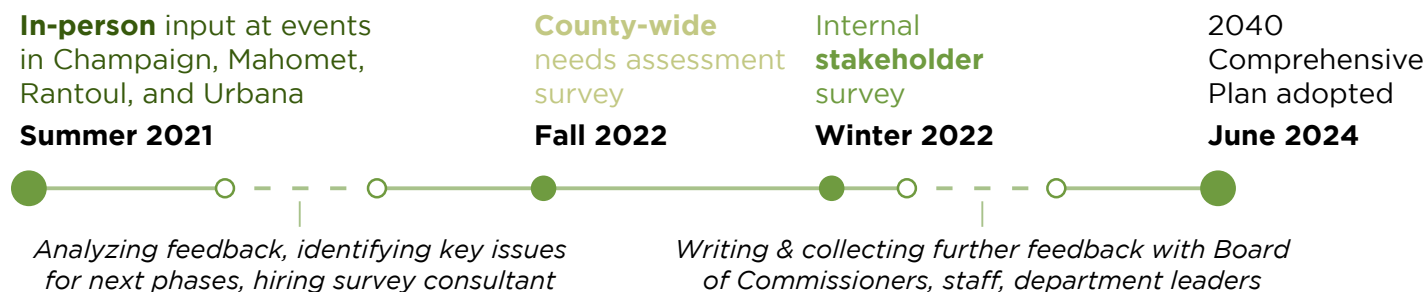 In-person input at events
in Champaign, Mahomet,
Rantoul, and Urbana
Summer 2021
County-wide
needs assessment
survey
Fall 2022
Internal
stakeholder
survey
Winter 2022
2040
Comprehensive
Plan adopted
June 2024
Analyzing feedback, identifying key issues
for next phases, hiring survey consultant
Writing & collecting further feedback with Board
of Commissioners, staff, department leaders